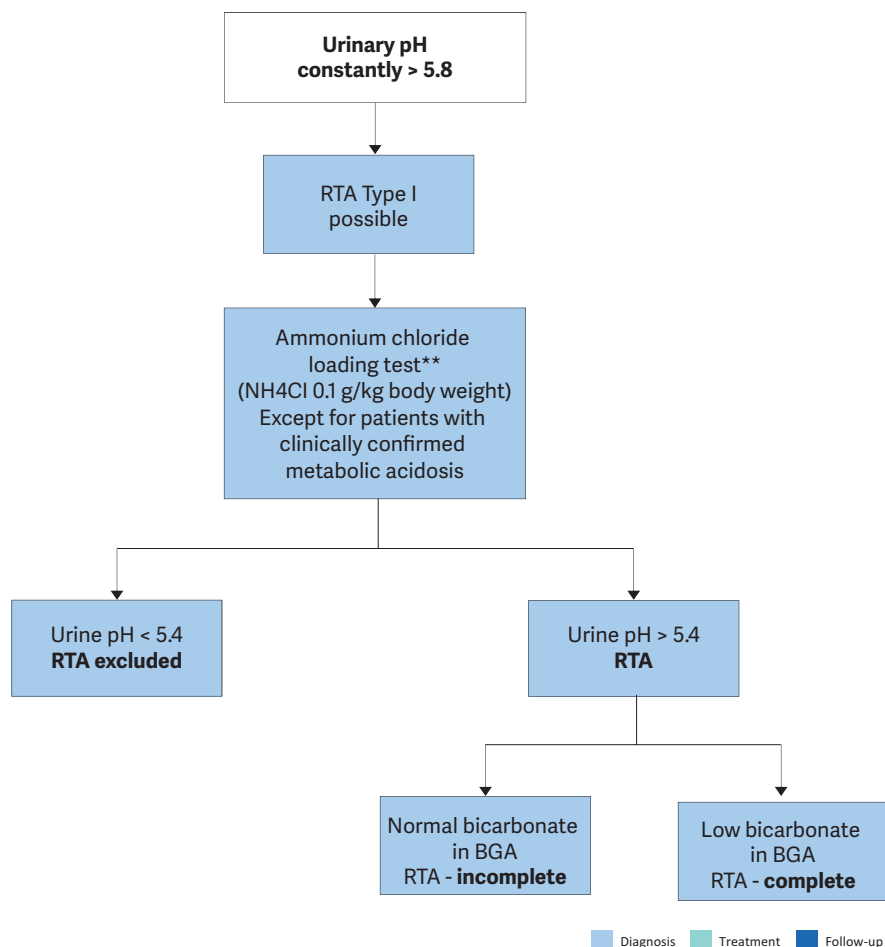 Urinary pH
constantly > 5.8
RTA Type I
possible
Ammonium chloride
loading test**
(NH4Cl 0.1 g/kg body weight)
Except for patients with
clinically confirmed
metabolic acidosis
Urine pH < 5.4
RTA excluded
Urine pH > 5.4
RTA
Normal bicarbonate
in BGA
RTA - incomplete
Low bicarbonate
in BGA
RTA - complete
Diagnosis Treatment Follow-up